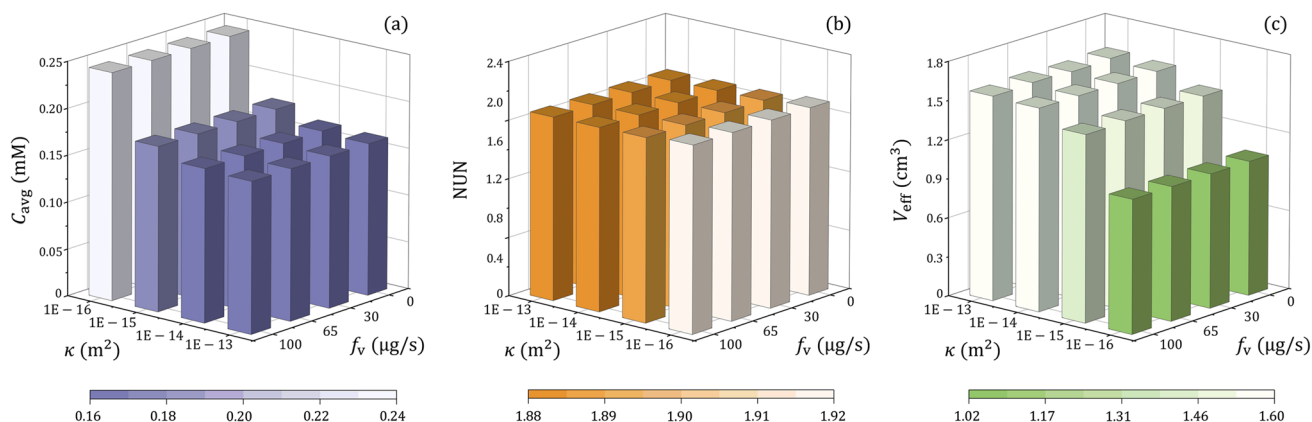 (a)
0.25
0.20
0.15
0.10
0.05
0
C_avg (mM)
1E − 16
1E − 15
1E − 14
1E − 13
κ (m²)
100
65
30
0
f_v (μg/s)
0.16 0.18 0.20 0.22 0.24
(b)
2.4
2.0
1.6
1.2
0.8
0.4
0
NUN
1E − 13
1E − 14
1E − 15
1E − 16
κ (m²)
100
65
30
0
f_v (μg/s)
1.88 1.89 1.90 1.91 1.92
(c)
1.8
1.5
1.2
0.9
0.6
0.3
0
V_eff (cm³)
1E − 13
1E − 14
1E − 15
1E − 16
κ (m²)
100
65
30
0
f_v (μg/s)
1.02 1.17 1.31 1.46 1.60